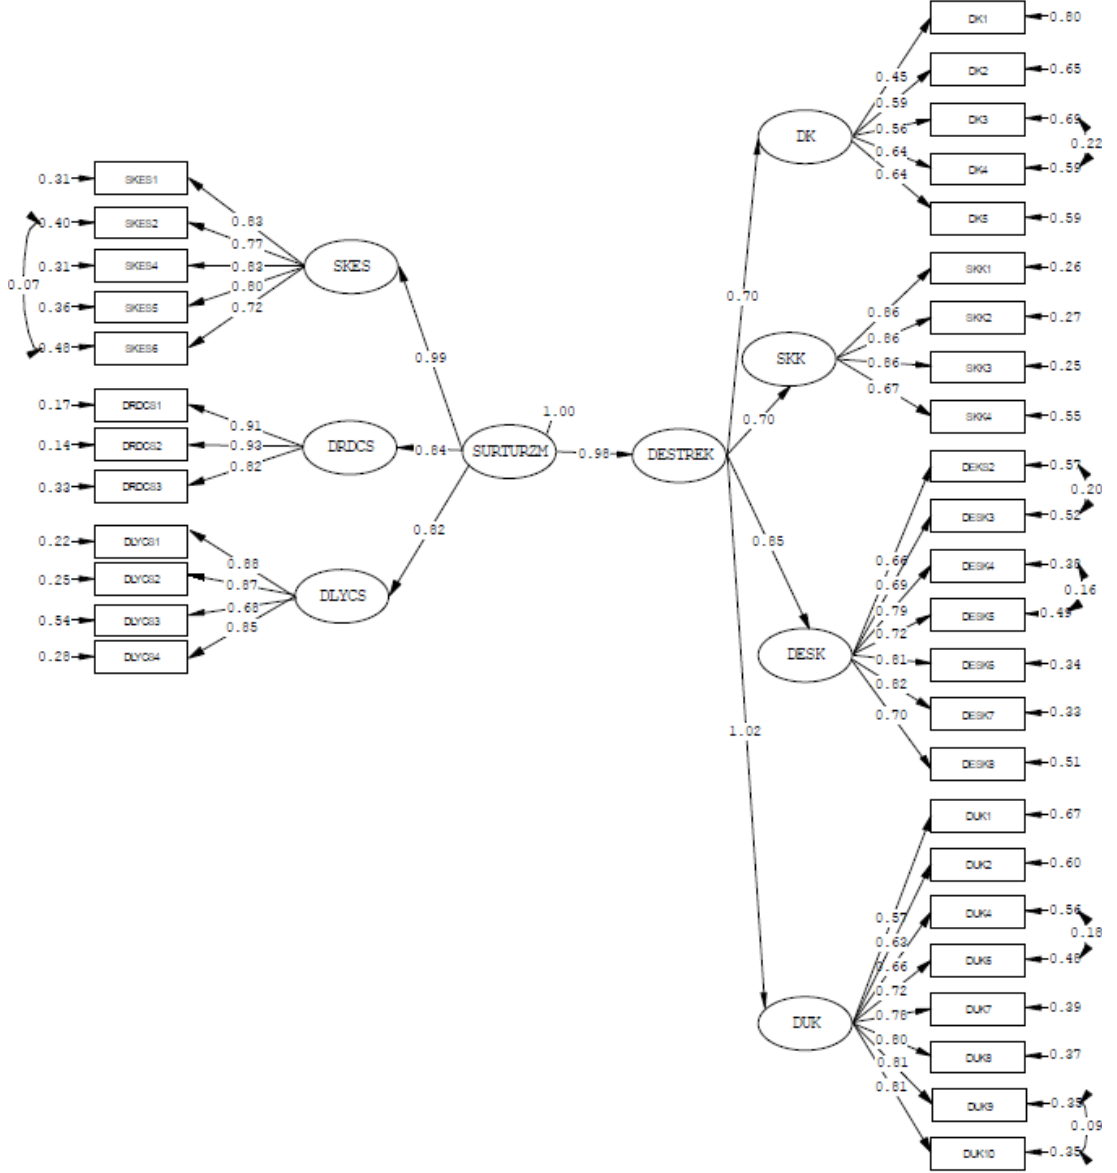 0.31 SKES1
0.40 SKES2
0.31 SKES4
0.36 SKES5
0.48 SKES6
0.07
0.83
0.77
0.83
0.80
0.72
SKES
0.17 DRDCS1
0.14 DRDCS2
0.33 DRDCS3
0.91
0.93
0.82
DRDCS
0.22 DLYCS1
0.25 DLYCS2
0.54 DLYCS3
0.28 DLYCS4
0.88
0.87
0.68
0.85
DLYCS
0.99
0.84
0.82
SURTURZM
1.00
0.98
DESTREK
0.70
0.70
0.85
1.02
DK
0.45
0.59
0.56
0.64
0.64
DK1 0.80
DK2 0.65
DK3 0.69
DK4 0.59
DK5 0.59
0.22
SKK
0.86
0.86
0.86
0.67
SKK1 0.26
SKK2 0.27
SKK3 0.25
SKK4 0.55
DESK
0.66
0.69
0.79
0.72
0.81
0.82
0.70
DEKS2 0.57
DESK3 0.52
DESK4 0.38
DESK5 0.49
DESK6 0.34
DESK7 0.33
DESK8 0.51
0.20
0.16
DUK
0.57
0.63
0.66
0.72
0.78
0.80
0.81
0.81
DUK1 0.67
DUK2 0.60
DUK4 0.56
DUK6 0.48
DUK7 0.39
DUK8 0.37
DUK9 0.35
DUK10 0.35
0.18
0.09